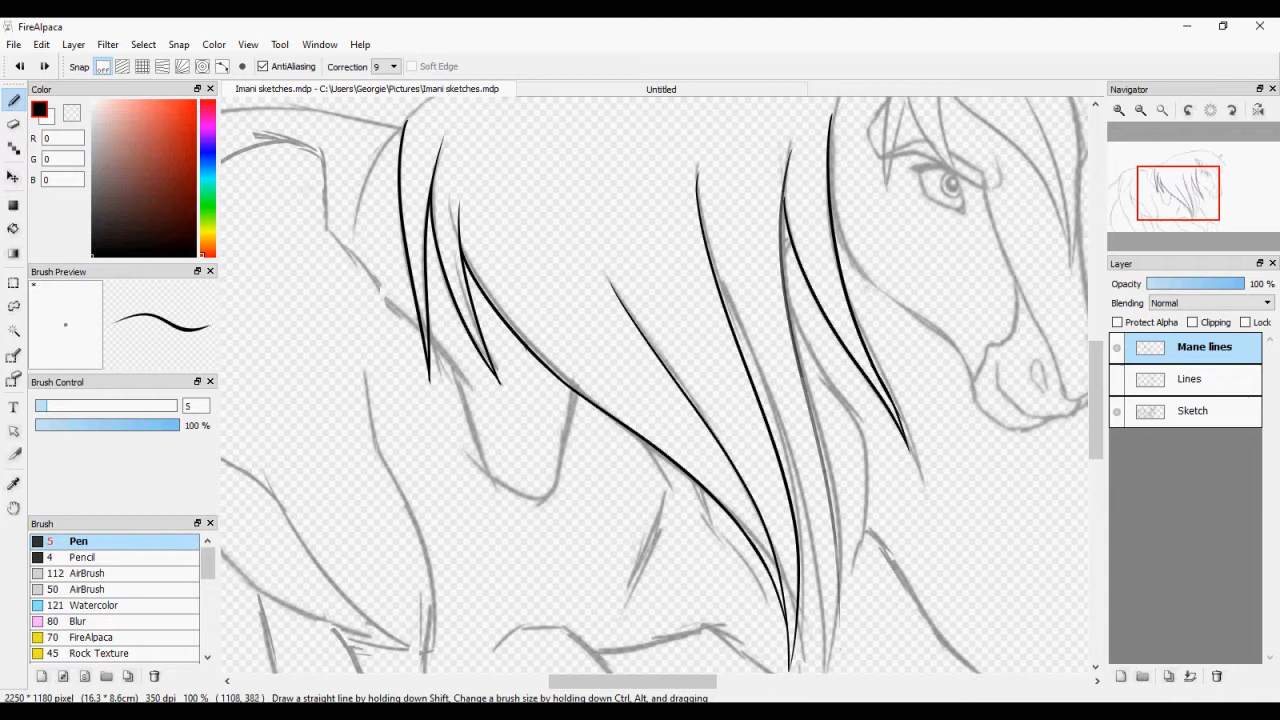 FireAlpaca
File Edit Layer Filter Select Snap Color View Tool Window Help
Snap off AntiAliasing Correction 9 Soft Edge
Color
Imani sketches.mdp - C:\Users\Georgie\Pictures\Imani sketches.mdp
Untitled
Navigator
R 0
G 0
B 0
Brush Preview
*
Layer
Opacity 100 %
Blending Normal
Protect Alpha Clipping Lock
Mane lines
Lines
Sketch
Brush Control
5
100 %
Brush
5 Pen
4 Pencil
112 AirBrush
50 AirBrush
121 Watercolor
80 Blur
70 FireAlpaca
45 Rock Texture
2250 * 1180 pixel (16.3 * 8.6cm) 350 dpi 100 % (1108, 382) Draw a straight line by holding down Shift, Change a brush size by holding down Ctrl, Alt, and dragging